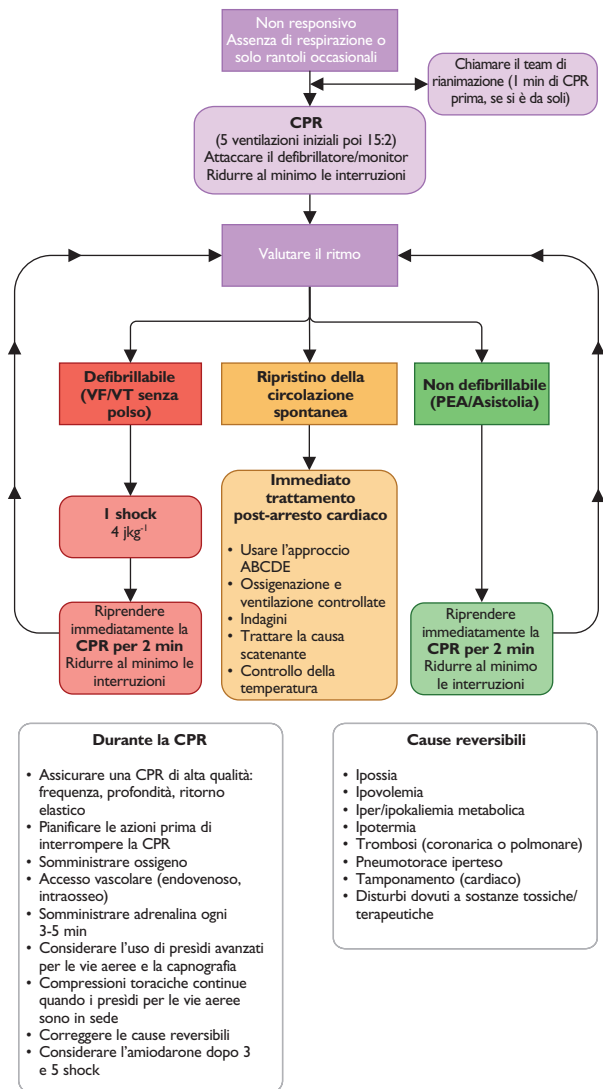 Non responsivo
Assenza di respirazione o
solo rantoli occasionali
Chiamare il team di
rianimazione (1 min di CPR
prima, se si è da soli)
CPR
(5 ventilazioni iniziali poi 15:2)
Attaccare il defibrillatore/monitor
Ridurre al minimo le interruzioni
Valutare il ritmo
Defibrillabile
(VF/VT senza
polso)
Ripristino della
circolazione
spontanea
Non defibrillabile
(PEA/Asistolia)
1 shock
4 jkg⁻¹
Immediato
trattamento
post-arresto cardiaco
• Usare l'approccio
ABCDE
• Ossigenazione e
ventilazione controllate
• Indagini
• Trattare la causa
scatenante
• Controllo della
temperatura
Riprendere
immediatamente la
CPR per 2 min
Ridurre al minimo
le interruzioni
Riprendere
immediatamente la
CPR per 2 min
Ridurre al minimo
le interruzioni
Durante la CPR
• Assicurare una CPR di alta qualità:
frequenza, profondità, ritorno
elastico
• Pianificare le azioni prima di
interrompere la CPR
• Somministrare ossigeno
• Accesso vascolare (endovenoso,
intraosseo)
• Somministrare adrenalina ogni
3-5 min
• Considerare l'uso di presìdi avanzati
per le vie aeree e la capnografia
• Compressioni toraciche continue
quando i presìdi per le vie aeree
sono in sede
• Correggere le cause reversibili
• Considerare l'amiodarone dopo 3
e 5 shock
Cause reversibili
• Ipossia
• Ipovolemia
• Iper/ipokaliemia metabolica
• Ipotermia
• Trombosi (coronarica o polmonare)
• Pneumotorace iperteso
• Tamponamento (cardiaco)
• Disturbi dovuti a sostanze tossiche/
terapeutiche